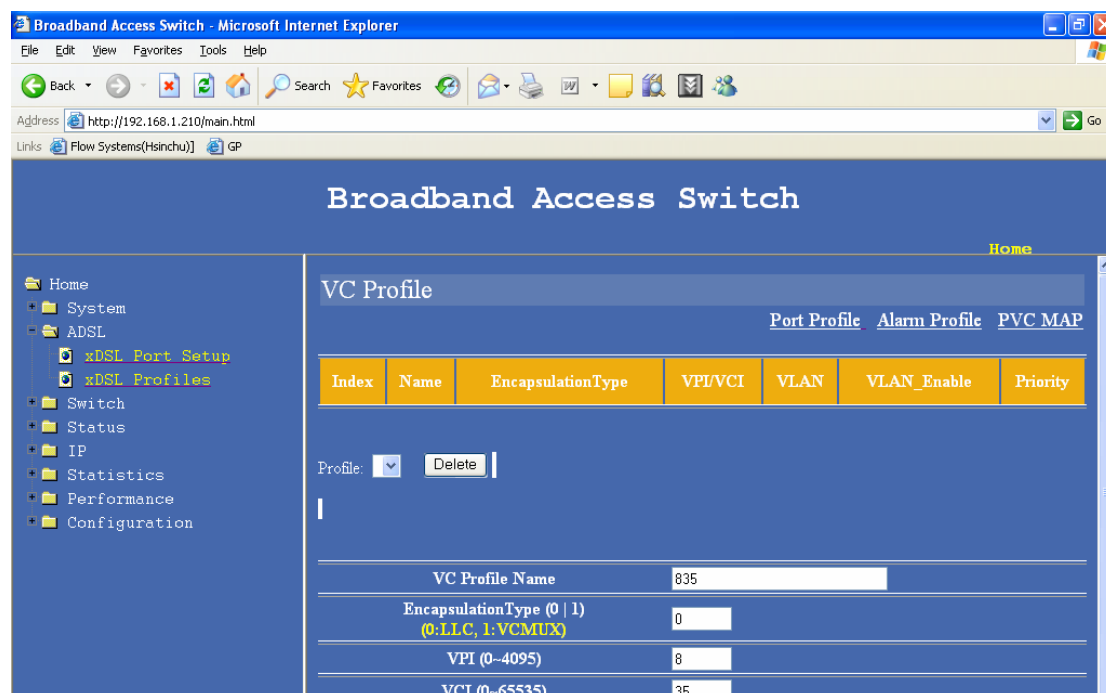 Broadband Access Switch - Microsoft Internet Explorer
File Edit View Favorites Tools Help
Back Search Favorites W
Address http://192.168.1.210/main.html Go
Links Flow Systems(Hsinchu)] GP
Broadband Access Switch
Home
Home
System
ADSL
xDSL Port Setup
xDSL Profiles
Switch
Status
IP
Statistics
Performance
Configuration
VC Profile
Port Profile Alarm Profile PVC MAP
Index Name EncapsulationType VPI/VCI VLAN VLAN_Enable Priority
Profile: Delete
VC Profile Name 835
EncapsulationType (0 | 1) 0
(0:LLC, 1:VCMUX)
VPI (0~4095) 8
VCI (0~65535) 35